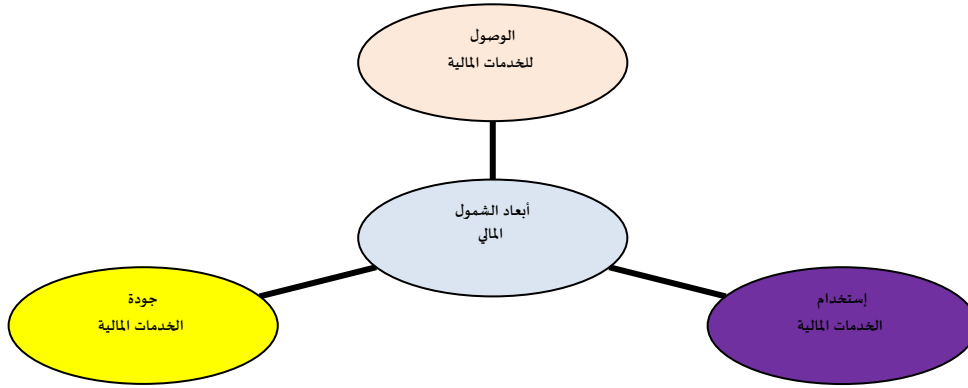 الوصول
للخدمات المالية
أبعاد الشمول
المالي
إستخدام
الخدمات المالية
جودة
الخدمات المالية